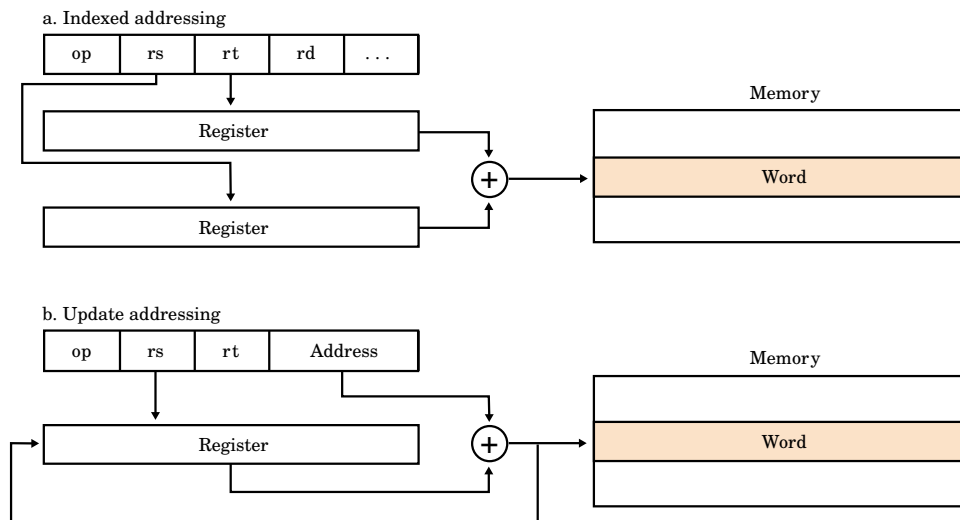 a. Indexed addressing
op rs rt rd ...
Register
Memory
Word
+
Register
b. Update addressing
op rs rt Address
Memory
Register
+
Word